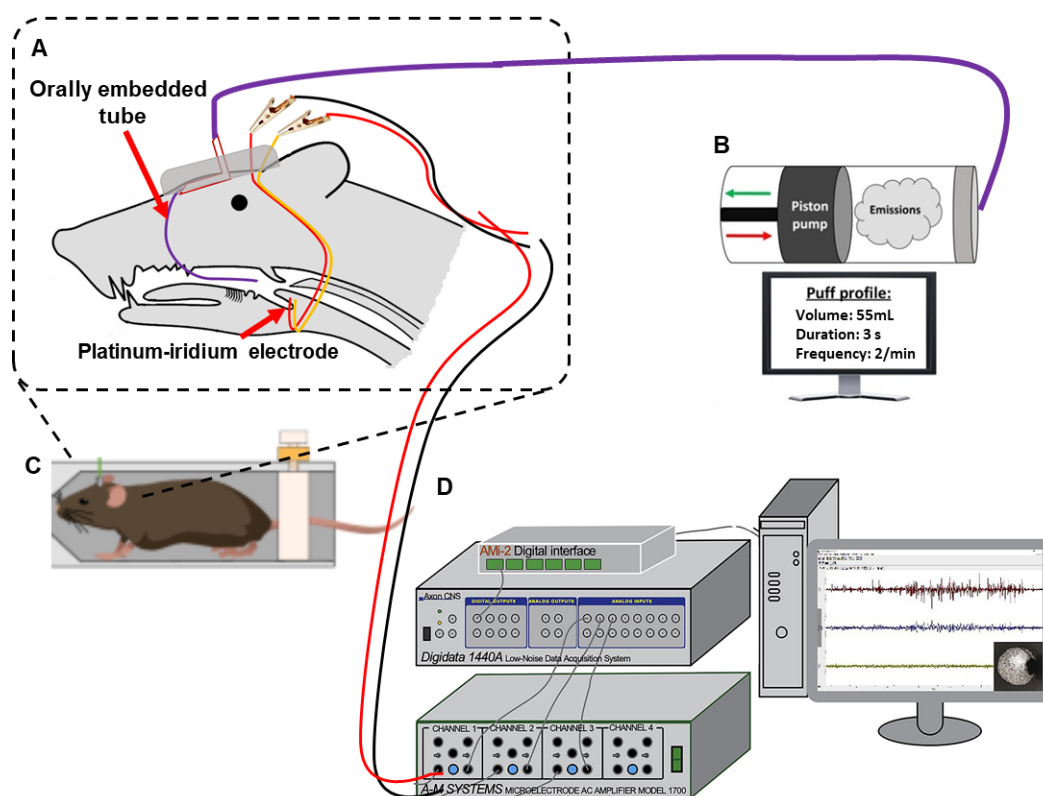 A
Orally embedded
tube
Platinum-iridium electrode
B
Piston
pump
Emissions
Puff profile:
Volume: 55mL
Duration: 3 s
Frequency: 2/min
C
D
AMi-2 Digital interface
Axon CNS
DIGITAL OUTPUTS
ANALOG OUTPUTS
ANALOG INPUTS
Digidata 1440A Low-Noise Data Acquisition System
CHANNEL 1
CHANNEL 2
CHANNEL 3
CHANNEL 4
A-M SYSTEMS MICROELECTRODE AC AMPLIFIER MODEL 1700